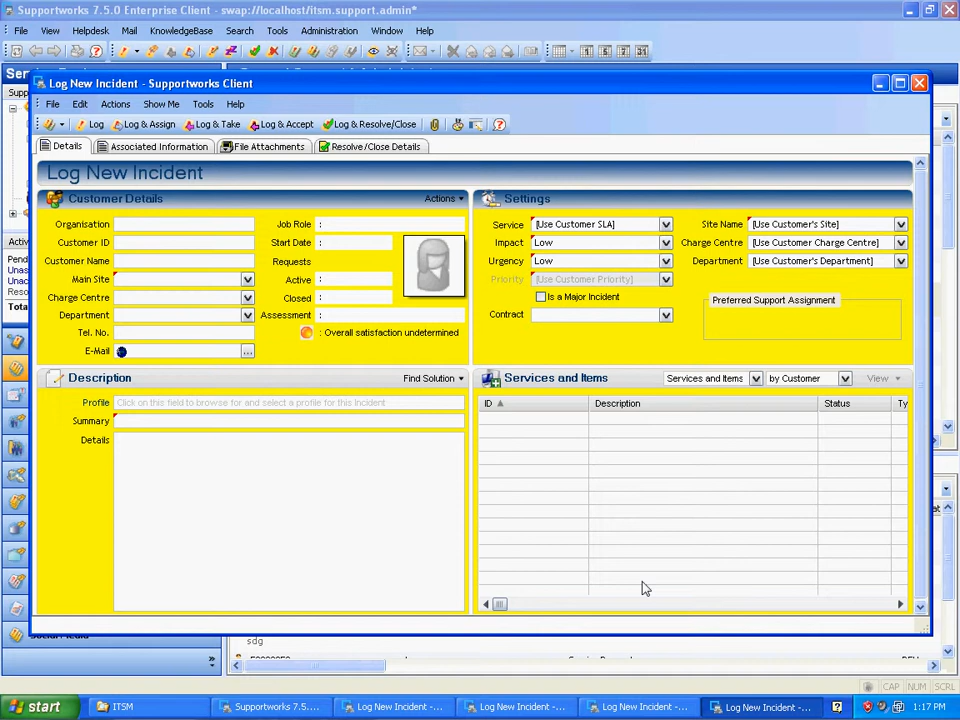 Supportworks 7.5.0 Enterprise Client - swap://localhost/itsm.support.admin*
File View Helpdesk Mail KnowledgeBase Search Tools Administration Window Help
Log New Incident - Supportworks Client
File Edit Actions Show Me Tools Help
Log Log & Assign Log & Take Log & Accept Log & Resolve/Close
Details Associated Information File Attachments Resolve/Close Details
Log New Incident
Customer Details Actions
Organisation Job Role :
Customer ID Start Date :
Customer Name Requests
Main Site Active :
Charge Centre Closed :
Department Assessment :
Tel. No. : Overall satisfaction undetermined
E-Mail ...
Settings
Service [Use Customer SLA] Site Name [Use Customer's Site]
Impact Low Charge Centre [Use Customer Charge Centre]
Urgency Low Department [Use Customer's Department]
Priority [Use Customer Priority]
Is a Major Incident Preferred Support Assignment
Contract
Description Find Solution
Profile Click on this field to browse for and select a profile for this Incident
Summary
Details
Services and Items Services and Items by Customer View
ID Description Status Ty
sdg
CAP NUM SCRL
start ITSM Supportworks 7.5.... Log New Incident -... Log New Incident -... Log New Incident -... Log New Incident -... 1:17 PM